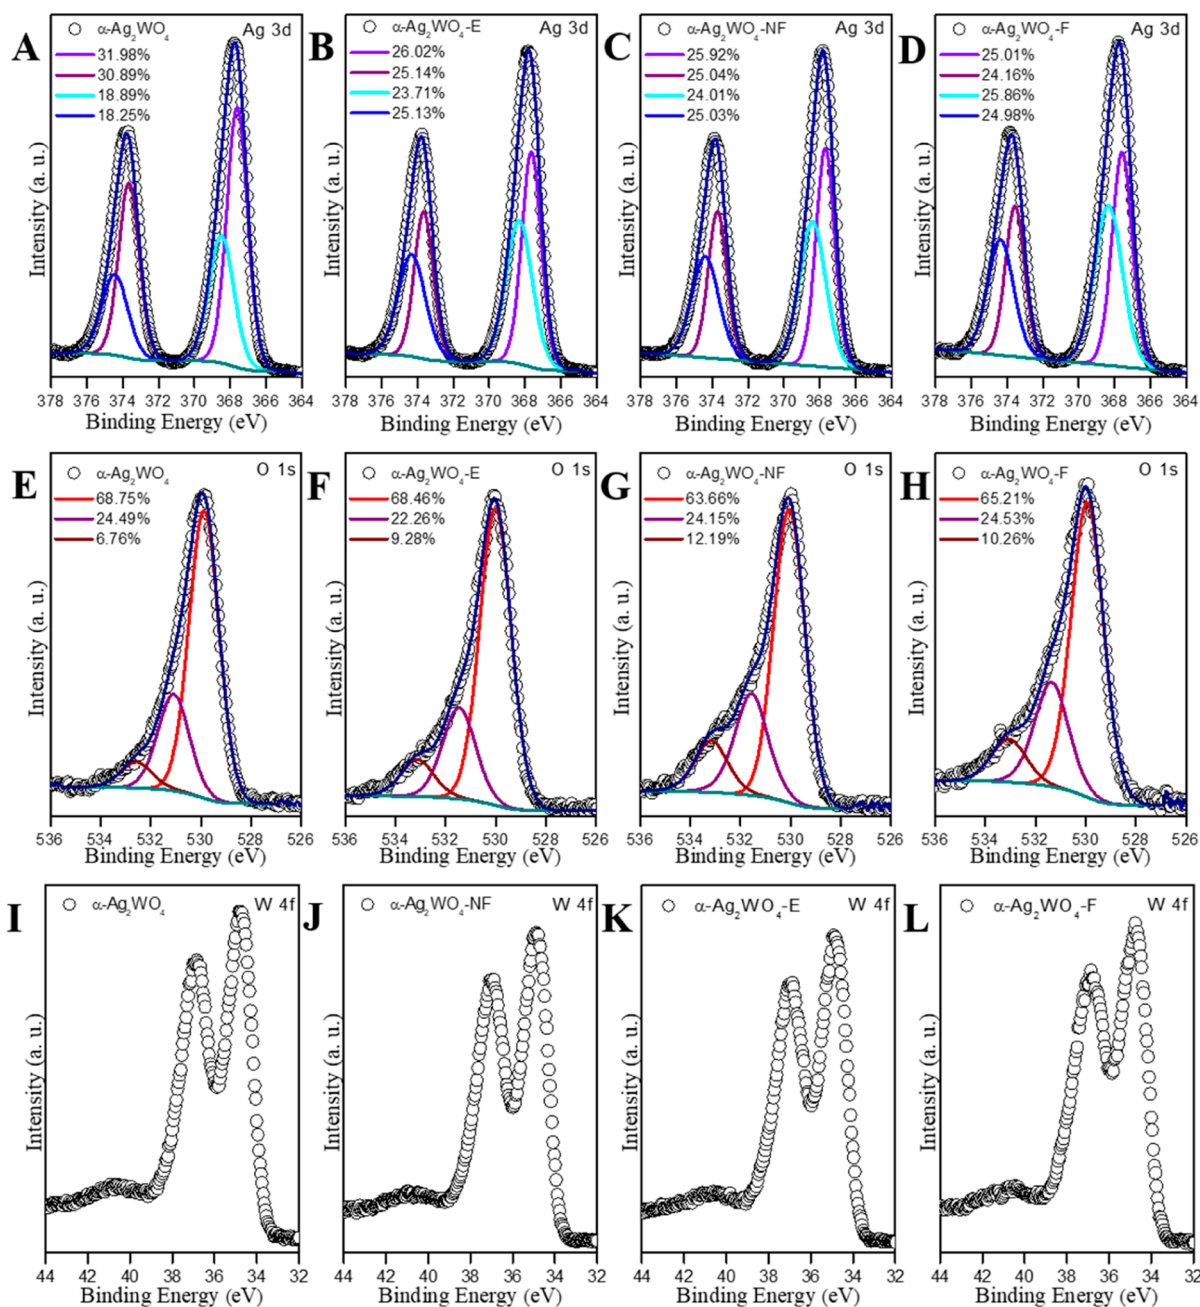 A
α-Ag₂WO₄
Ag 3d
31.98%
30.89%
18.89%
18.25%
Intensity (a. u.)
378 376 374 372 370 368 366 364
Binding Energy (eV)
B
α-Ag₂WO₄-E
Ag 3d
26.02%
25.14%
23.71%
25.13%
Intensity (a. u.)
378 376 374 372 370 368 366 364
Binding Energy (eV)
C
α-Ag₂WO₄-NF
Ag 3d
25.92%
25.04%
24.01%
25.03%
Intensity (a. u.)
378 376 374 372 370 368 366 364
Binding Energy (eV)
D
α-Ag₂WO₄-F
Ag 3d
25.01%
24.16%
25.86%
24.98%
Intensity (a. u.)
378 376 374 372 370 368 366 364
Binding Energy (eV)
E
α-Ag₂WO₄
O 1s
68.75%
24.49%
6.76%
Intensity (a. u.)
536 534 532 530 528 526
Binding Energy (eV)
F
α-Ag₂WO₄-E
O 1s
68.46%
22.26%
9.28%
Intensity (a. u.)
536 534 532 530 528 526
Binding Energy (eV)
G
α-Ag₂WO₄-NF
O 1s
63.66%
24.15%
12.19%
Intensity (a. u.)
536 534 532 530 528 526
Binding Energy (eV)
H
α-Ag₂WO₄-F
O 1s
65.21%
24.53%
10.26%
Intensity (a. u.)
536 534 532 530 528 526
Binding Energy (eV)
I
α-Ag₂WO₄
W 4f
Intensity (a. u.)
44 42 40 38 36 34 32
Binding Energy (eV)
J
α-Ag₂WO₄-NF
W 4f
Intensity (a. u.)
44 42 40 38 36 34 32
Binding Energy (eV)
K
α-Ag₂WO₄-E
W 4f
Intensity (a. u.)
44 42 40 38 36 34 32
Binding Energy (eV)
L
α-Ag₂WO₄-F
W 4f
Intensity (a. u.)
44 42 40 38 36 34 32
Binding Energy (eV)